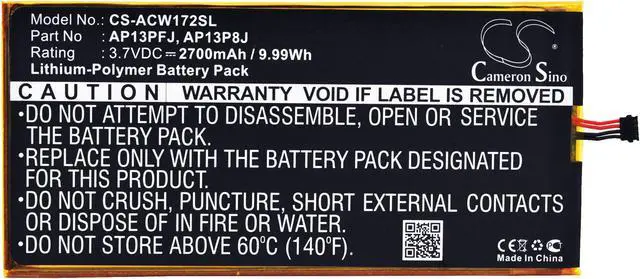 Model No : CS-ACW172SL
Part No : AP13PFJ, AP13P8J
Rating : 3.7VDC⎓2700mAh / 9.99Wh
Lithium-Polymer Battery Pack
CS
Cameron Sino
CAUTION WARRANTY VOID IF LABEL IS REMOVED
●DO NOT ATTEMPT TO DISASSEMBLE, OPEN OR SERVICE
THE BATTERY PACK.
●PLEASE REPLACE WITH THE BATTERY PACK DESIGNATED
FOR THIS PRODUCT.
●DO NOT CRUSH, PUNCTURE, SHORT EXTERNAL CONTACTS
OR DISPOSE OF IN FIRE OR WATER.
●DO NOT STORE ABOVE 60°C (140°F).
CE
Made In China